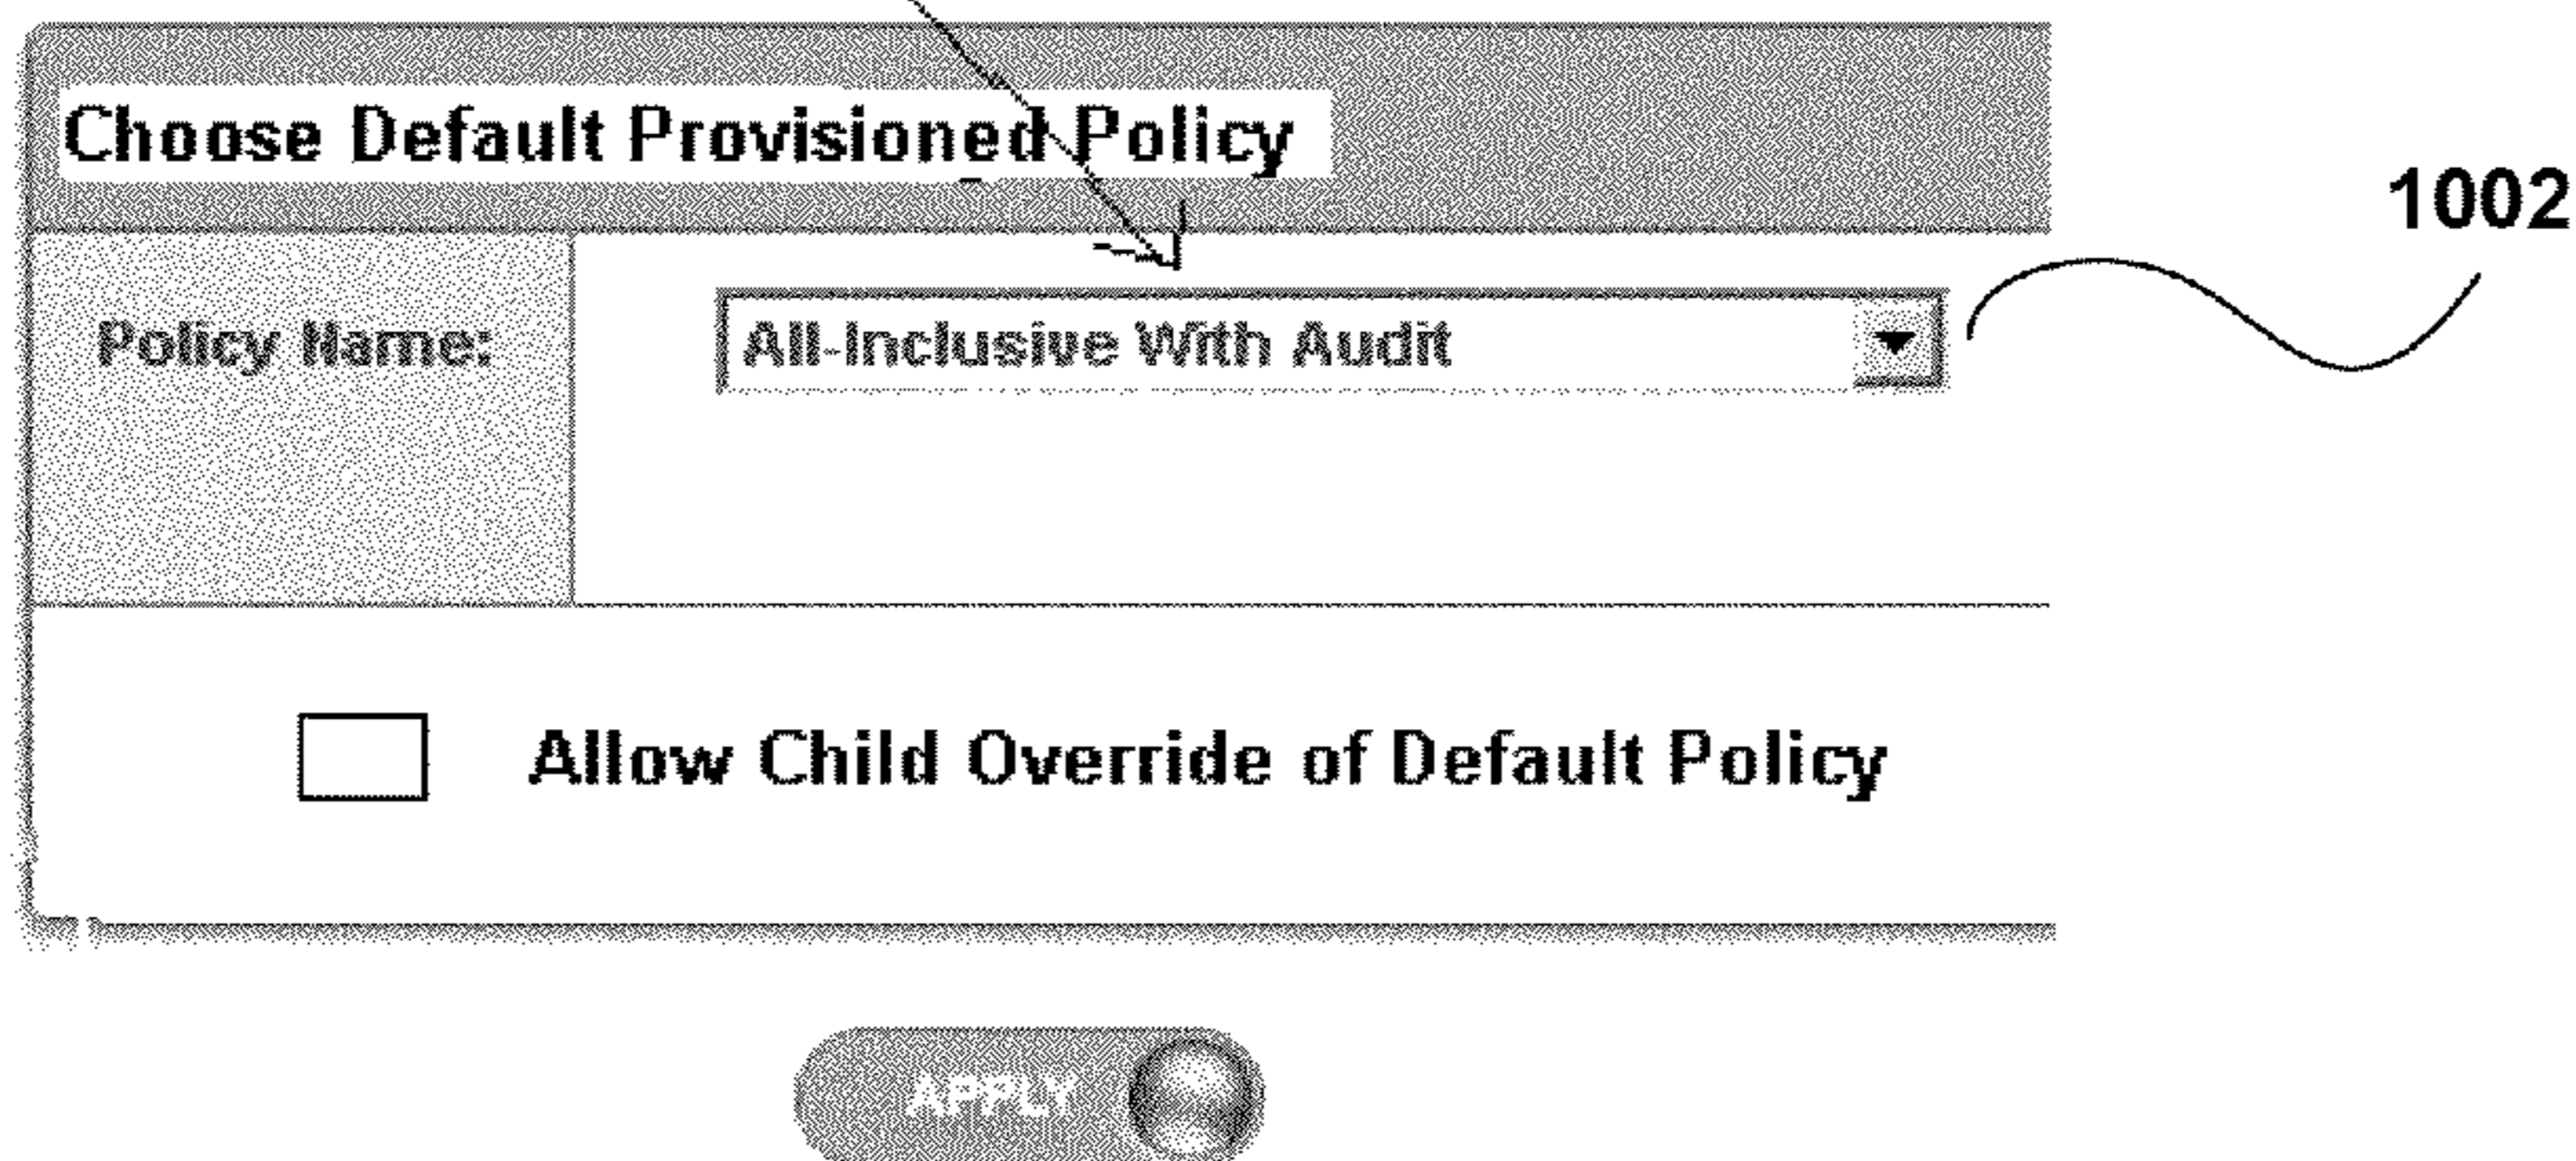 Choose Default Provisioned Policy
1002
Policy Name:
All-Inclusive With Audit
Allow Child Override of Default Policy
APPLY